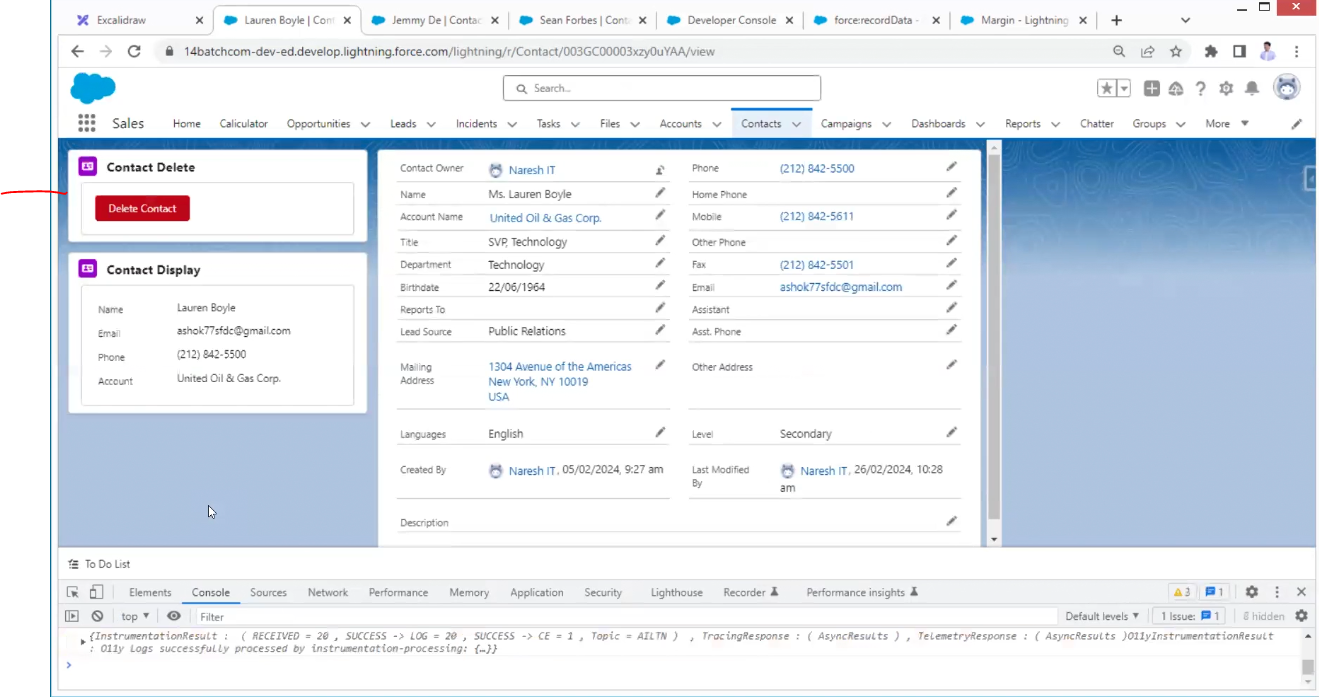 Excalidraw
Lauren Boyle | Cont
Jemmy De | Contac
Sean Forbes | Conta
Developer Console
force:recordData -
Margin - Lightning
14batchcom-dev-ed.develop.lightning.force.com/lightning/r/Contact/003GC00003xzy0uYAA/view
Search...
Sales
Home
Calculator
Opportunities
Leads
Incidents
Tasks
Files
Accounts
Contacts
Campaigns
Dashboards
Reports
Chatter
Groups
More
Contact Delete
Delete Contact
Contact Display
Name Lauren Boyle
Email ashok77sfdc@gmail.com
Phone (212) 842-5500
Account United Oil & Gas Corp.
Contact Owner Naresh IT
Name Ms. Lauren Boyle
Account Name United Oil & Gas Corp.
Title SVP, Technology
Department Technology
Birthdate 22/06/1964
Reports To
Lead Source Public Relations
Mailing Address
1304 Avenue of the Americas
New York, NY 10019
USA
Languages English
Created By Naresh IT, 05/02/2024, 9:27 am
Description
Phone (212) 842-5500
Home Phone
Mobile (212) 842-5611
Other Phone
Fax (212) 842-5501
Email ashok77sfdc@gmail.com
Assistant
Asst. Phone
Other Address
Level Secondary
Last Modified By
Naresh IT, 26/02/2024, 10:28
am
To Do List
Elements
Console
Sources
Network
Performance
Memory
Application
Security
Lighthouse
Recorder
Performance insights
3
1
top
Filter
Default levels
1 Issue: 1
8 hidden
{InstrumentationResult : ( RECEIVED = 20 , SUCCESS -> LOG = 20 , SUCCESS -> CE = 1 , Topic = AILTN ) , TracingResponse : ( AsyncResults ) , TelemetryResponse : ( AsyncResults )O11yInstrumentationResult
: O11y Logs successfully processed by instrumentation-processing: {…}}